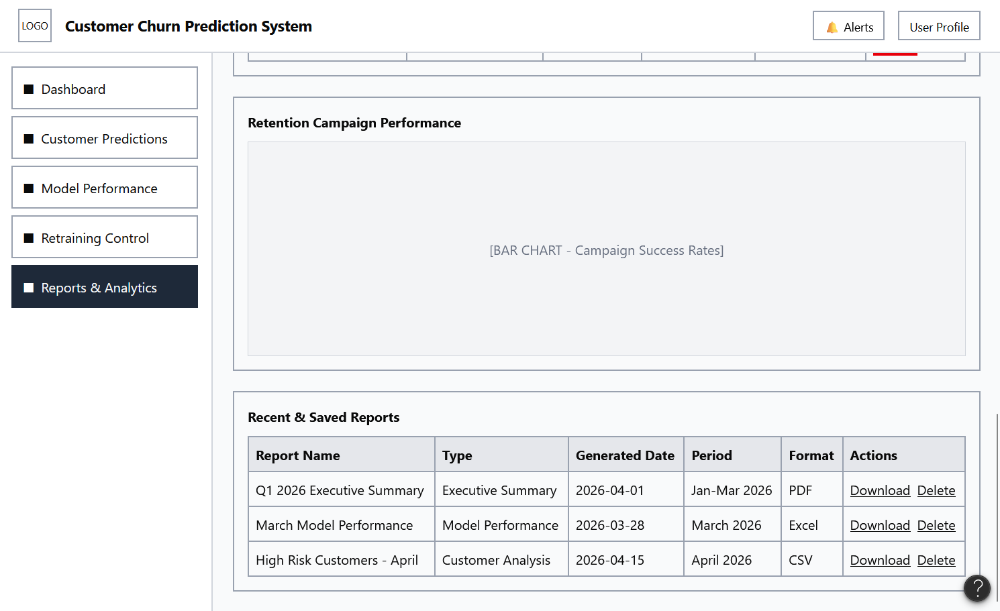 LOGO
Customer Churn Prediction System
Alerts
User Profile
Dashboard
Customer Predictions
Model Performance
Retraining Control
Reports & Analytics
Retention Campaign Performance
[BAR CHART - Campaign Success Rates]
Recent & Saved Reports
Report Name Type Generated Date Period Format Actions
Q1 2026 Executive Summary Executive Summary 2026-04-01 Jan-Mar 2026 PDF Download Delete
March Model Performance Model Performance 2026-03-28 March 2026 Excel Download Delete
High Risk Customers - April Customer Analysis 2026-04-15 April 2026 CSV Download Delete
?